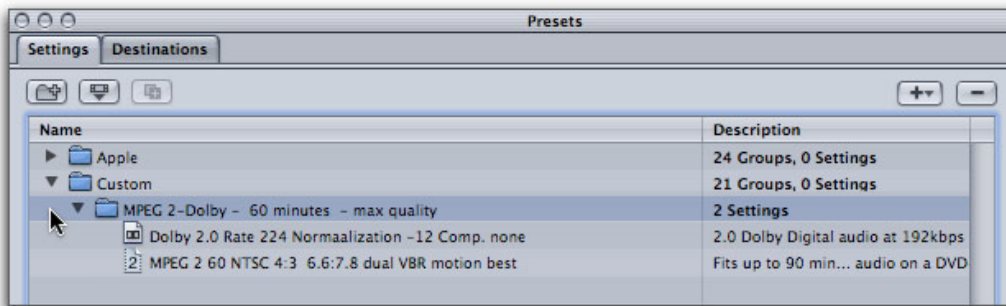 Presets
Settings Destinations
Name Description
Apple 24 Groups, 0 Settings
Custom 21 Groups, 0 Settings
MPEG 2-Dolby - 60 minutes - max quality 2 Settings
Dolby 2.0 Rate 224 Normaalization -12 Comp. none 2.0 Dolby Digital audio at 192kbps
2 MPEG 2 60 NTSC 4:3 6.6:7.8 dual VBR motion best Fits up to 90 min... audio on a DVD